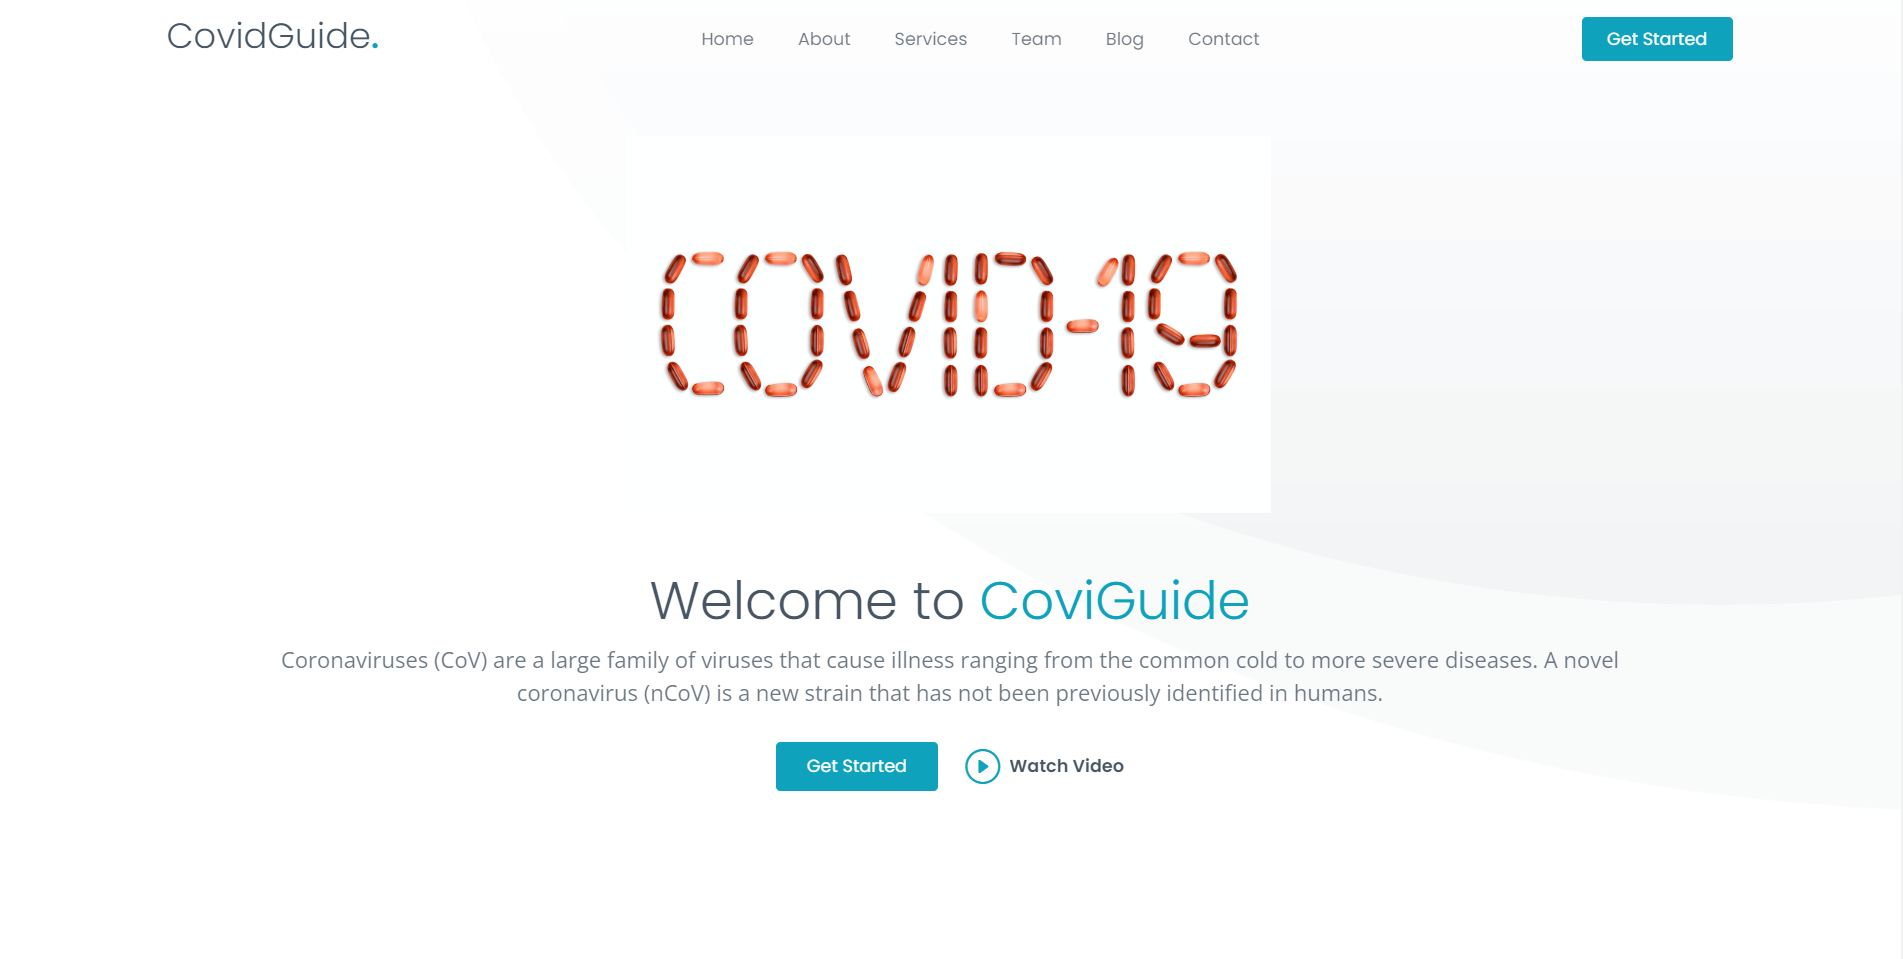 CovidGuide.
Home About Services Team Blog Contact
Get Started
COVID-19
Welcome to CoviGuide
Coronaviruses (CoV) are a large family of viruses that cause illness ranging from the common cold to more severe diseases. A novel
coronavirus (nCoV) is a new strain that has not been previously identified in humans.
Get Started
Watch Video